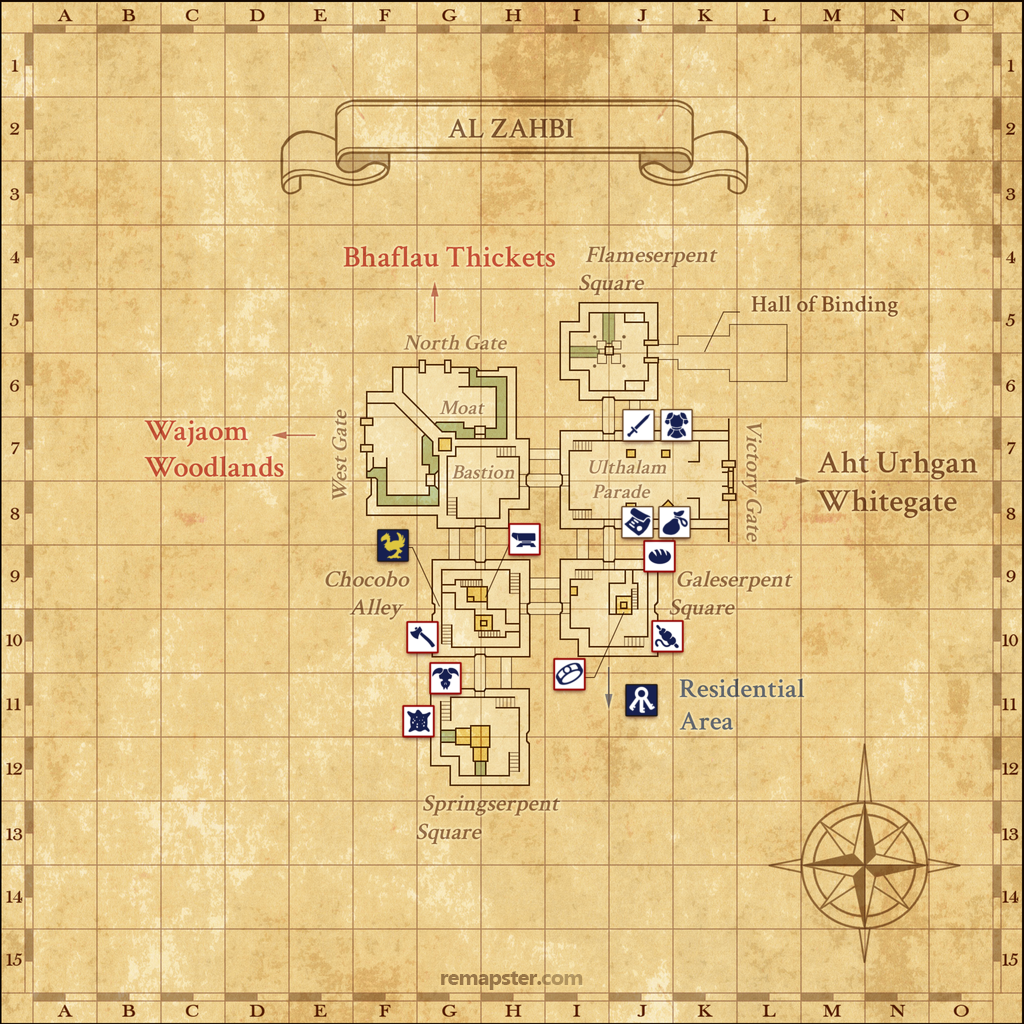 A B C D E F G H I J K L M N O
1 1
2 2
AL ZAHBI
3 3
4 4
Bhaflau Thickets
Flameserpent
Square
5 5
Hall of Binding
North Gate
6 6
Moat
Wajaom
Woodlands
West Gate
7 7
Bastion
Ulthalam
Parade
Victory Gate
Aht Urhgan
Whitegate
8 8
9 9
Chocobo
Alley
Galeserpent
Square
10 10
Residential
Area
11 11
12 12
Springserpent
Square
13 13
14 14
15 15
remapster.com
A B C D E F G H I J K L M N O